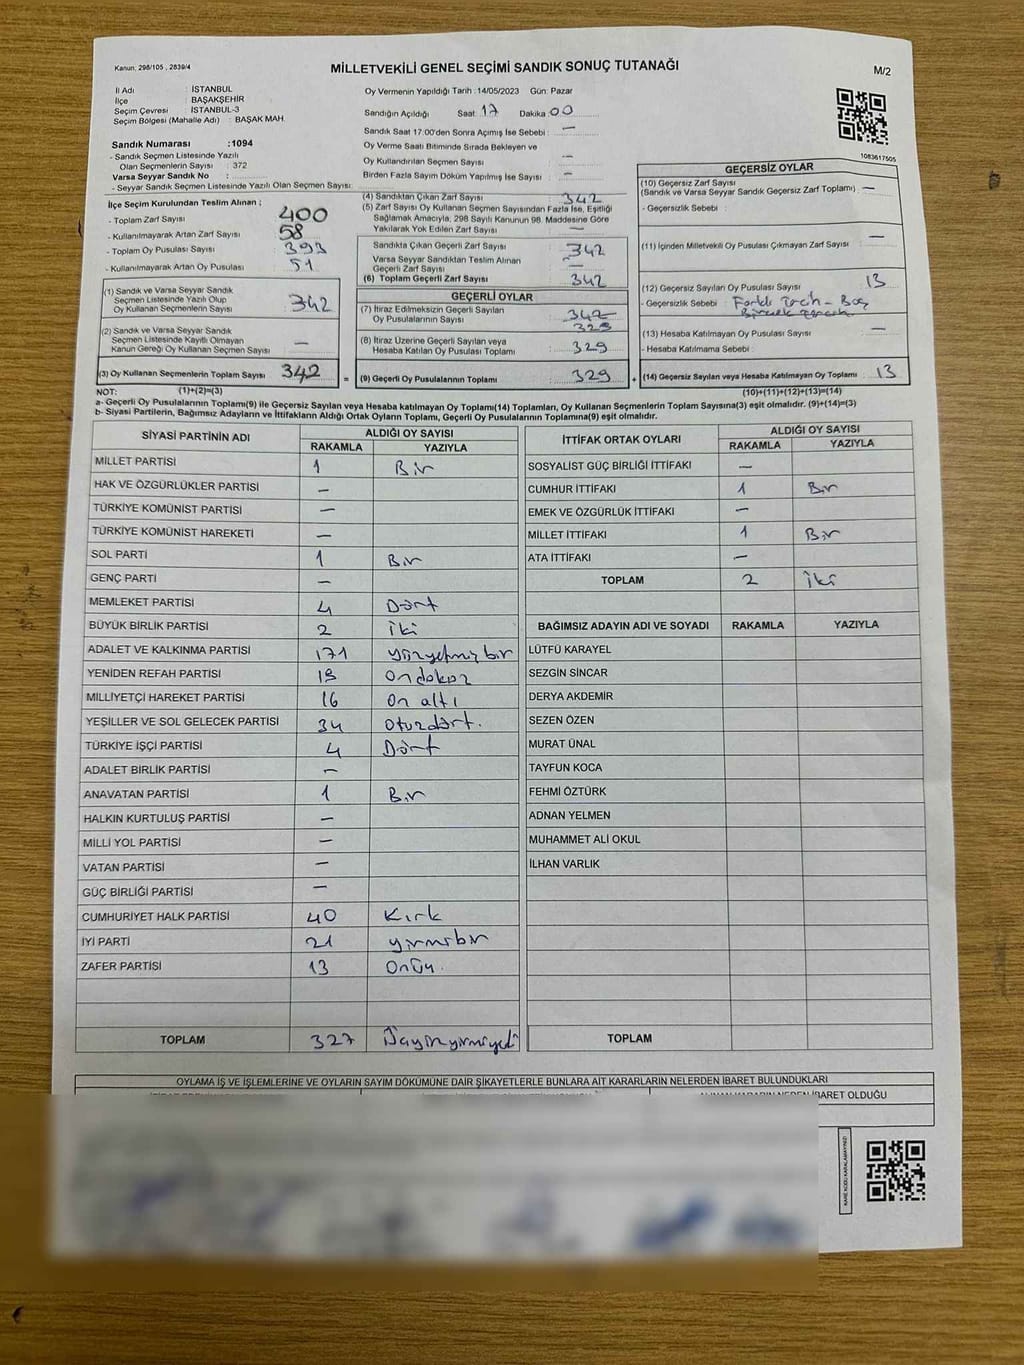 Kanun: 298/105 , 2839/4
MİLLETVEKİLİ GENEL SEÇİMİ SANDIK SONUÇ TUTANAĞI
M/2
İl Adı : İSTANBUL
İlçe : BAŞAKŞEHİR
Seçim Çevresi : İSTANBUL-3
Seçim Bölgesi (Mahalle Adı) : BAŞAK MAH.
Oy Vermenin Yapıldığı Tarih : 14/05/2023 Gün: Pazar
Sandığın Açıldığı Saat: 17 Dakika 00
Sandık Saat 17:00'den Sonra Açımış İse Sebebi : —
Oy Verme Saati Bitiminde Sırada Bekleyen ve
Oy Kullandırılan Seçmen Sayısı : —
Birden Fazla Sayım Döküm Yapılmış İse Sayısı : —
1083617505
Sandık Numarası : 1094
- Sandık Seçmen Listesinde Yazılı
Olan Seçmenlerin Sayısı : 372
Varsa Seyyar Sandık No :
- Seyyar Sandık Seçmen Listesinde Yazılı Olan Seçmen Sayısı:
İlçe Seçim Kurulundan Teslim Alınan ;
- Toplam Zarf Sayısı 400
- Kullanılmayarak Artan Zarf Sayısı 58
- Toplam Oy Pusulası Sayısı 393
- Kullanılmayarak Artan Oy Pusulası 51
(1) Sandık ve Varsa Seyyar Sandık
Seçmen Listesinde Yazılı Olup
Oy Kullanan Seçmenlerin Sayısı 342
(2) Sandık ve Varsa Seyyar Sandık
Seçmen Listesinde Kayıtlı Olmayan
Kanun Gereği Oy Kullanan Seçmen Sayısı —
(3) Oy Kullanan Seçmenlerin Toplam Sayısı 342
(4) Sandıktan Çıkan Zarf Sayısı 342
(5) Zarf Sayısı Oy Kullanan Seçmen Sayısından Fazla İse, Eşitliği
Sağlamak Amacıyla, 298 Sayılı Kanunun 98. Maddesine Göre
Yakılarak Yok Edilen Zarf Sayısı —
Sandıkta Çıkan Geçerli Zarf Sayısı 342
Varsa Seyyar Sandıktan Teslim Alınan
Geçerli Zarf Sayısı —
(6) Toplam Geçerli Zarf Sayısı 342
GEÇERLİ OYLAR
(7) İtiraz Edilmeksizin Geçerli Sayılan
Oy Pusulalarının Sayısı 342
329
(8) İtiraz Üzerine Geçerli Sayılan veya
Hesaba Katılan Oy Pusulası Toplamı 329
= (9) Geçerli Oy Pusulalarının Toplamı 329
GEÇERSİZ OYLAR
(10) Geçersiz Zarf Sayısı
(Sandık ve Varsa Seyyar Sandık Geçersiz Zarf Toplamı) —
- Geçersizlik Sebebi :
(11) İçinden Milletvekili Oy Pusulası Çıkmayan Zarf Sayısı —
(12) Geçersiz Sayılan Oy Pusulası Sayısı 13
- Geçersizlik Sebebi : Farklı Tercih - Boş
(13) Hesaba Katılmayan Oy Pusulası Sayısı —
- Hesaba Katılmama Sebebi :
+ (14) Geçersiz Sayılan veya Hesaba Katılmayan Oy Toplamı 13
NOT: (1)+(2)=(3) (10)+(11)+(12)+(13)=(14)
a- Geçerli Oy Pusulalarının Toplamı(9) ile Geçersiz Sayılan veya Hesaba katılmayan Oy Toplamı(14) Toplamları, Oy Kullanan Seçmenlerin Toplam Sayısına(3) eşit olmalıdır. (9)+(14)=(3)
b- Siyasi Partilerin, Bağımsız Adayların ve İttifakların Aldığı Ortak Oyların Toplamı, Geçerli Oy Pusulalarının Toplamına(9) eşit olmalıdır.
SİYASİ PARTİNİN ADI ALDIĞI OY SAYISI
RAKAMLA YAZIYLA
MİLLET PARTİSİ 1 Bir
HAK VE ÖZGÜRLÜKLER PARTİSİ —
TÜRKİYE KOMÜNİST PARTİSİ —
TÜRKİYE KOMÜNİST HAREKETİ —
SOL PARTİ 1 Bir
GENÇ PARTİ —
MEMLEKET PARTİSİ 4 Dört
BÜYÜK BİRLİK PARTİSİ 2 iki
ADALET VE KALKINMA PARTİSİ 171 yüzyetmiş bir
YENİDEN REFAH PARTİSİ 19 ondokuz
MİLLİYETÇİ HAREKET PARTİSİ 16 on altı
YEŞİLLER VE SOL GELECEK PARTİSİ 34 otuzdört.
TÜRKİYE İŞÇİ PARTİSİ 4 Dört
ADALET BİRLİK PARTİSİ —
ANAVATAN PARTİSİ 1 Bir
HALKIN KURTULUŞ PARTİSİ —
MİLLİ YOL PARTİSİ —
VATAN PARTİSİ —
GÜÇ BİRLİĞİ PARTİSİ —
CUMHURİYET HALK PARTİSİ 40 Kırk
İYİ PARTİ 21 yirmibir
ZAFER PARTİSİ 13 onüç.
TOPLAM 327 Üçyüzyirmiyedi
İTTİFAK ORTAK OYLARI ALDIĞI OY SAYISI
RAKAMLA YAZIYLA
SOSYALİST GÜÇ BİRLİĞİ İTTİFAKI —
CUMHUR İTTİFAKI 1 Bir
EMEK VE ÖZGÜRLÜK İTTİFAKI —
MİLLET İTTİFAKI 1 Bir
ATA İTTİFAKI —
TOPLAM 2 iki
BAĞIMSIZ ADAYIN ADI VE SOYADI RAKAMLA YAZIYLA
LÜTFÜ KARAYEL
SEZGİN SİNCAR
DERYA AKDEMİR
SEZEN ÖZEN
MURAT ÜNAL
TAYFUN KOCA
FEHMİ ÖZTÜRK
ADNAN YELMEN
MUHAMMET ALİ OKUL
İLHAN VARLIK
TOPLAM
OYLAMA İŞ VE İŞLEMLERİNE VE OYLARIN SAYIM DÖKÜMÜNE DAİR ŞİKAYETLERLE BUNLARA AİT KARARLARIN NELERDEN İBARET BULUNDUKLARI
ALINAN KARARIN NEDEN İBARET OLDUĞU
KARE KODU KARALAMAYINIZ!